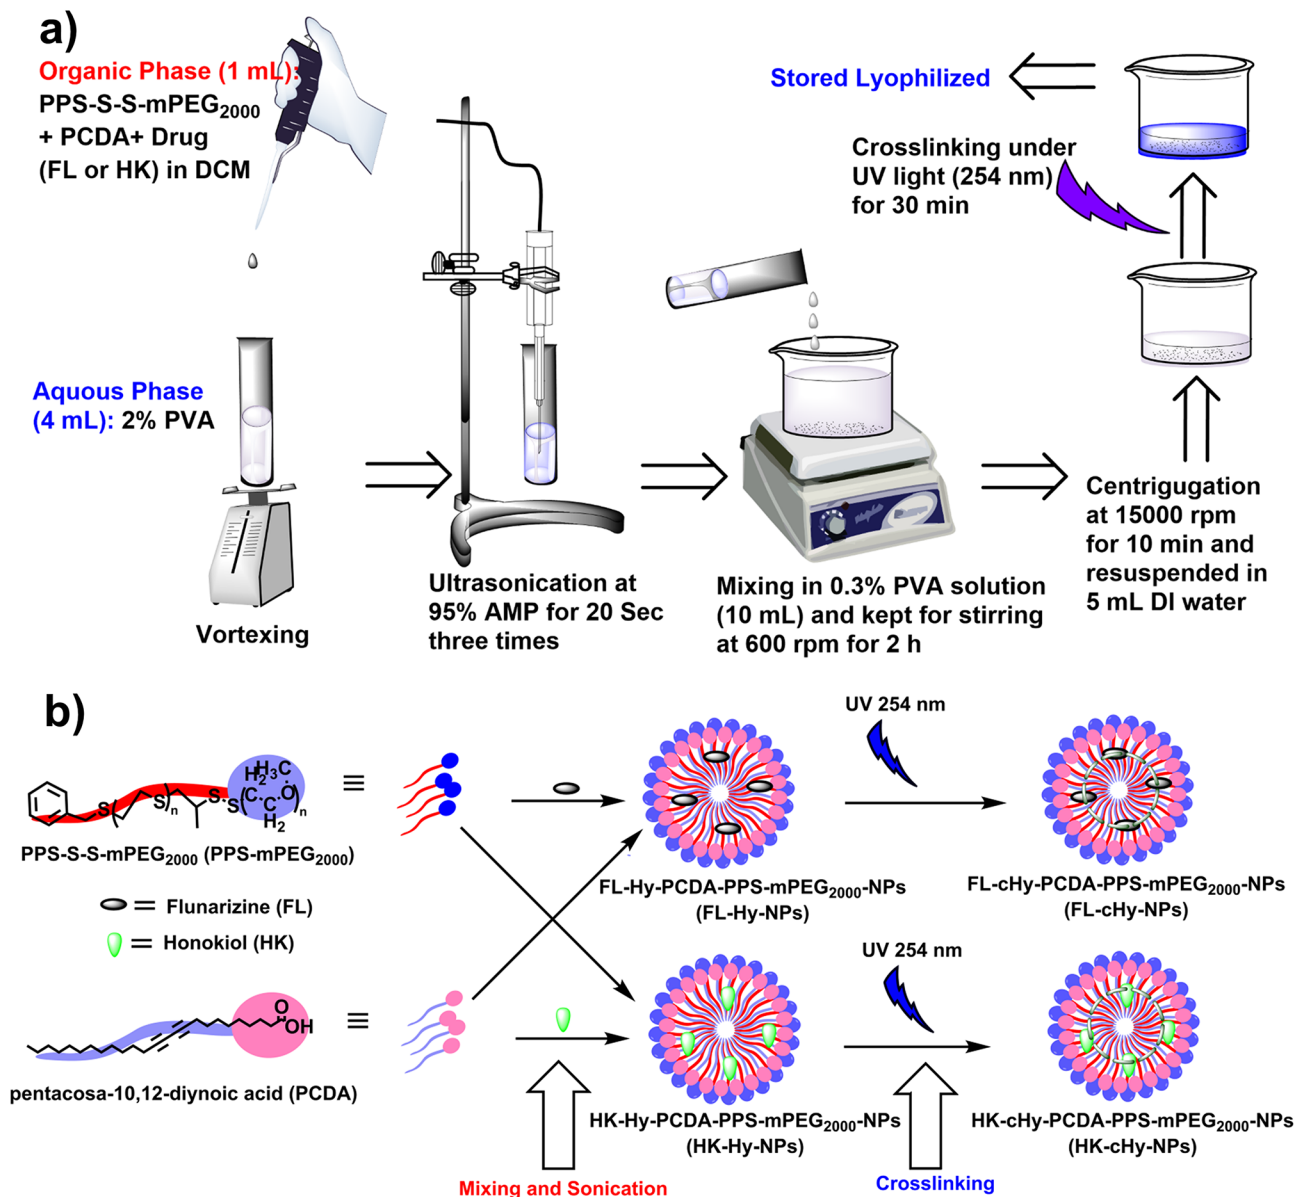 a)
Organic Phase (1 mL):
PPS-S-S-mPEG2000
+ PCDA+ Drug
(FL or HK) in DCM
Aquous Phase
(4 mL): 2% PVA
Vortexing
Ultrasonication at
95% AMP for 20 Sec
three times
Mixing in 0.3% PVA solution
(10 mL) and kept for stirring
at 600 rpm for 2 h
Centrigugation
at 15000 rpm
for 10 min and
resuspended in
5 mL DI water
Crosslinking under
UV light (254 nm)
for 30 min
Stored Lyophilized
b)
H3C
H2
O
S
S
n
S
S
C
C
H2
n
PPS-S-S-mPEG2000 (PPS-mPEG2000)
= Flunarizine (FL)
= Honokiol (HK)
O
OH
pentacosa-10,12-diynoic acid (PCDA)
UV 254 nm
FL-Hy-PCDA-PPS-mPEG2000-NPs
(FL-Hy-NPs)
FL-cHy-PCDA-PPS-mPEG2000-NPs
(FL-cHy-NPs)
UV 254 nm
HK-Hy-PCDA-PPS-mPEG2000-NPs
(HK-Hy-NPs)
HK-cHy-PCDA-PPS-mPEG2000-NPs
(HK-cHy-NPs)
Mixing and Sonication
Crosslinking